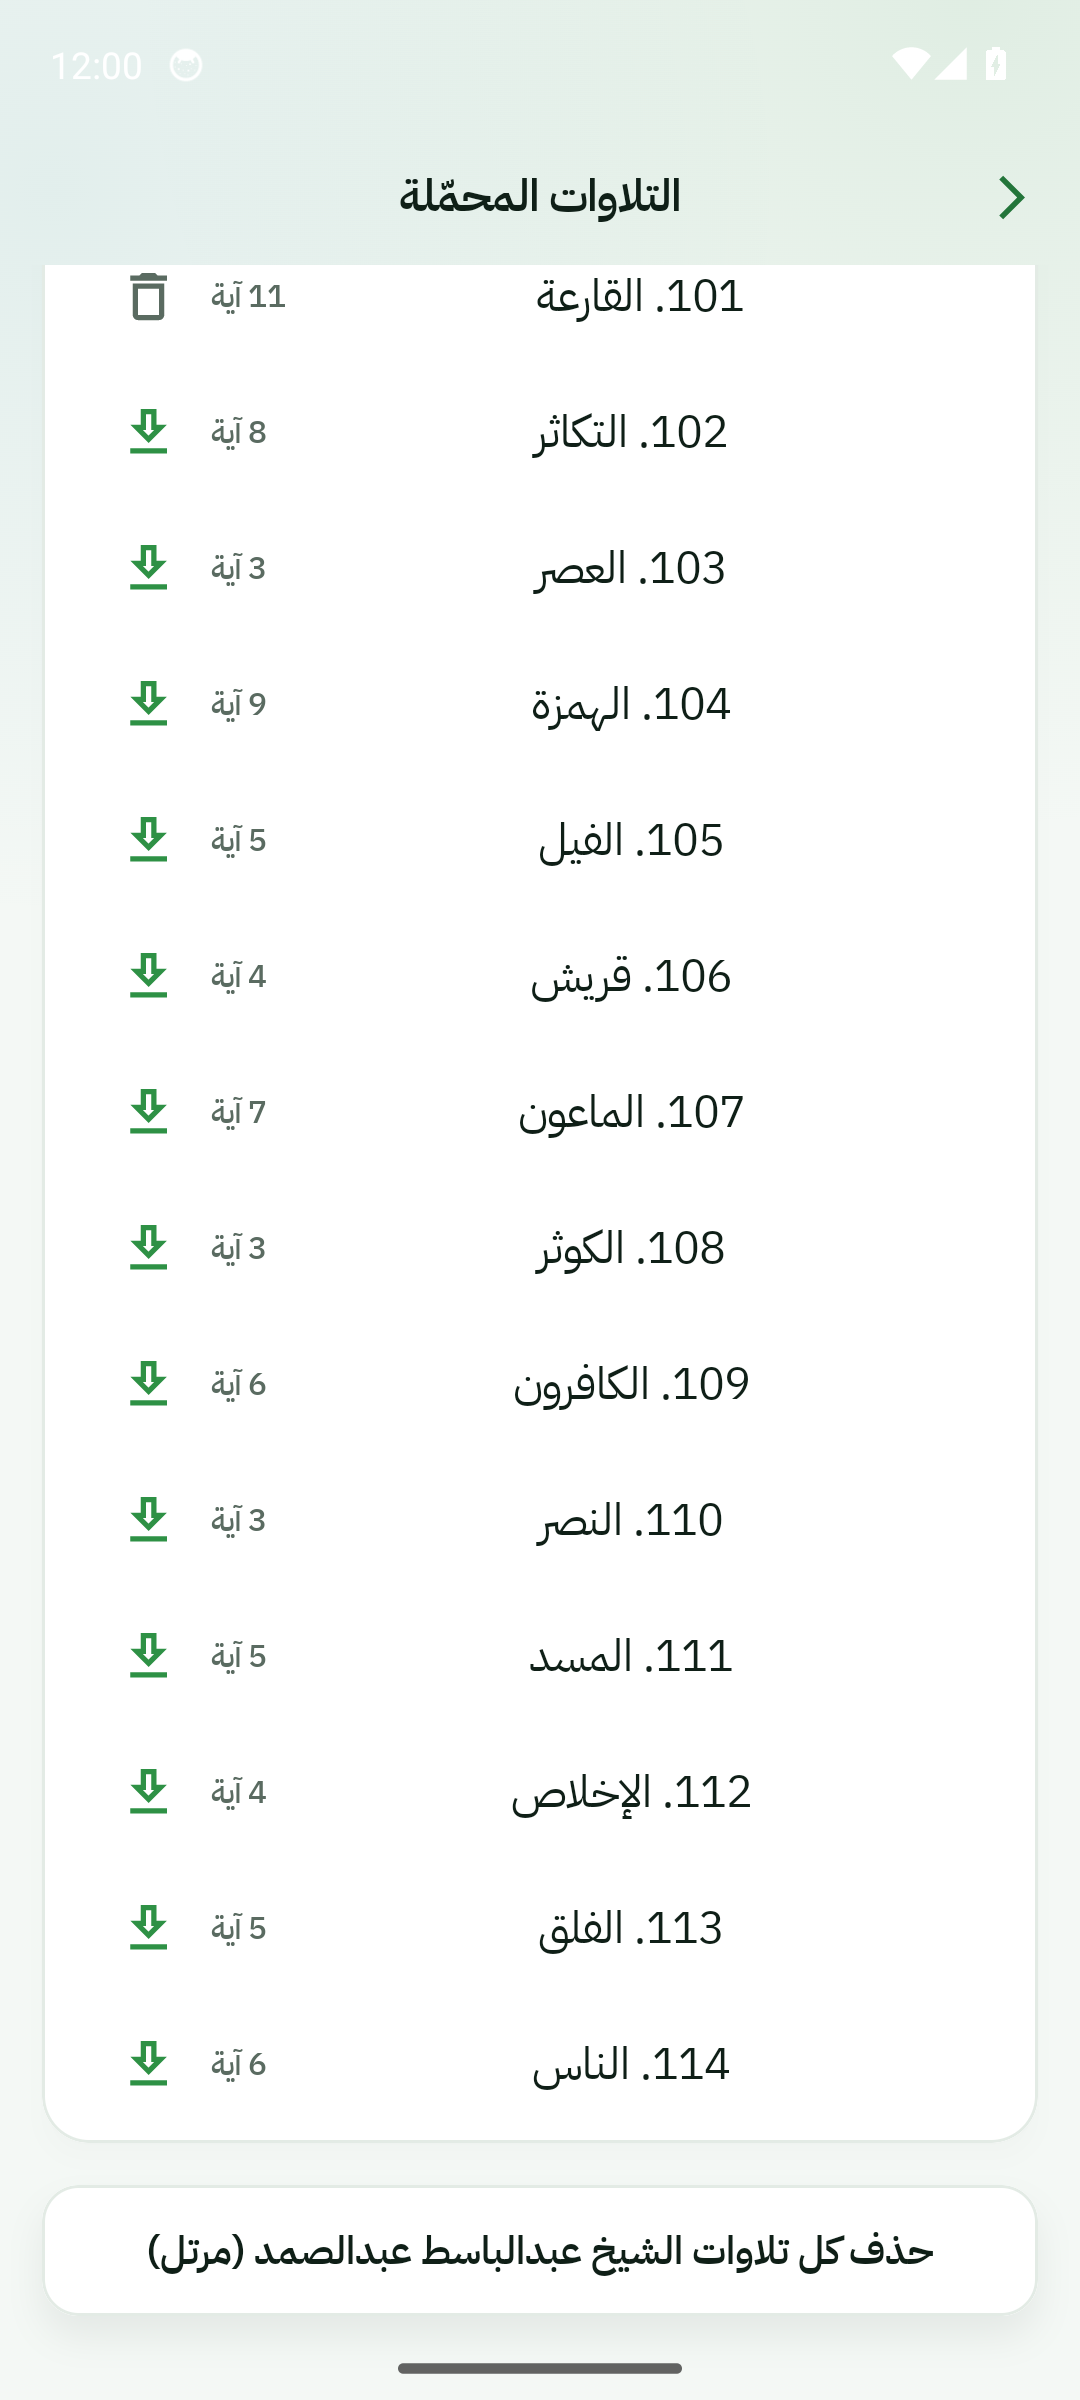 12:00
التلاوات المحمّلة
101. القارعة 11 آية
102. التكاثر 8 آية
103. العصر 3 آية
104. الهمزة 9 آية
105. الفيل 5 آية
106. قريش 4 آية
107. الماعون 7 آية
108. الكوثر 3 آية
109. الكافرون 6 آية
110. النصر 3 آية
111. المسد 5 آية
112. الإخلاص 4 آية
113. الفلق 5 آية
114. الناس 6 آية
حذف كل تلاوات الشيخ عبدالباسط عبدالصمد (مرتل)